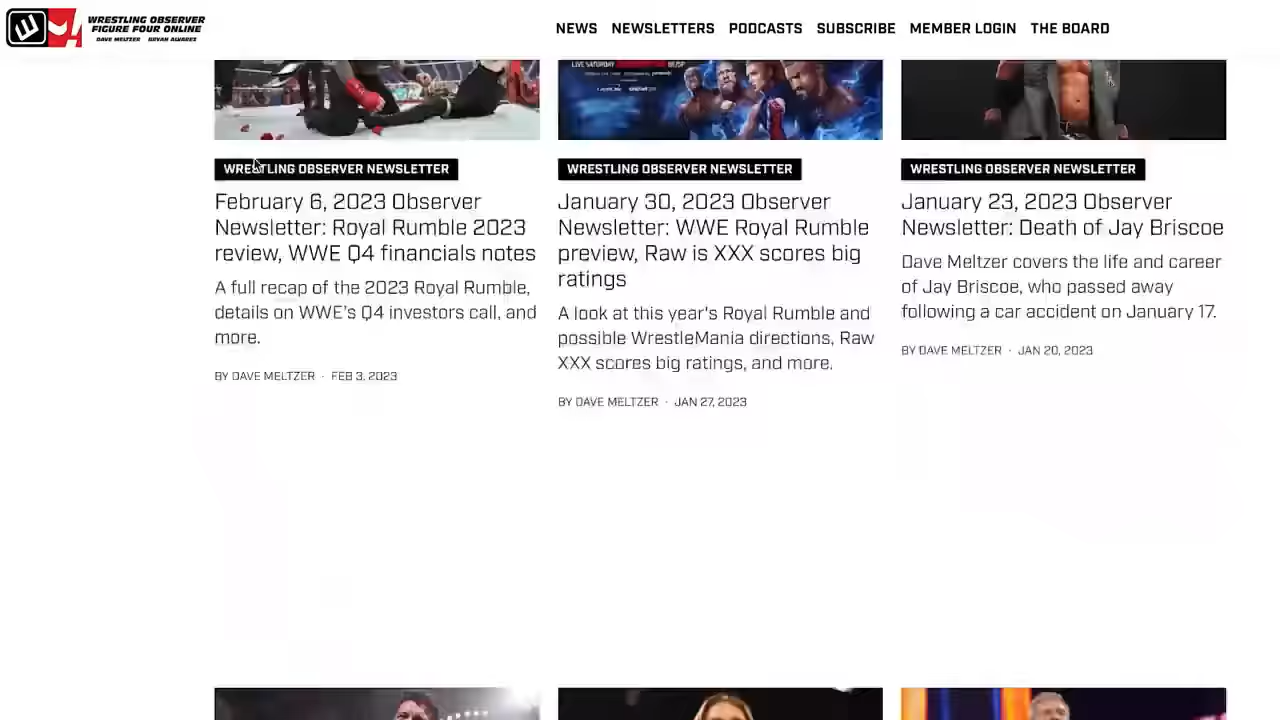 WRESTLING OBSERVER
FIGURE FOUR ONLINE
DAVE MELTZER BRYAN ALVAREZ
NEWS NEWSLETTERS PODCASTS SUBSCRIBE MEMBER LOGIN THE BOARD
WRESTLING OBSERVER NEWSLETTER
February 6, 2023 Observer
Newsletter: Royal Rumble 2023
review, WWE Q4 financials notes
A full recap of the 2023 Royal Rumble,
details on WWE's Q4 investors call, and
more.
BY DAVE MELTZER · FEB 3, 2023
LIVE SATURDAY
WRESTLING OBSERVER NEWSLETTER
January 30, 2023 Observer
Newsletter: WWE Royal Rumble
preview, Raw is XXX scores big
ratings
A look at this year's Royal Rumble and
possible WrestleMania directions, Raw
XXX scores big ratings, and more.
BY DAVE MELTZER · JAN 27, 2023
WRESTLING OBSERVER NEWSLETTER
January 23, 2023 Observer
Newsletter: Death of Jay Briscoe
Dave Meltzer covers the life and career
of Jay Briscoe, who passed away
following a car accident on January 17.
BY DAVE MELTZER · JAN 20, 2023